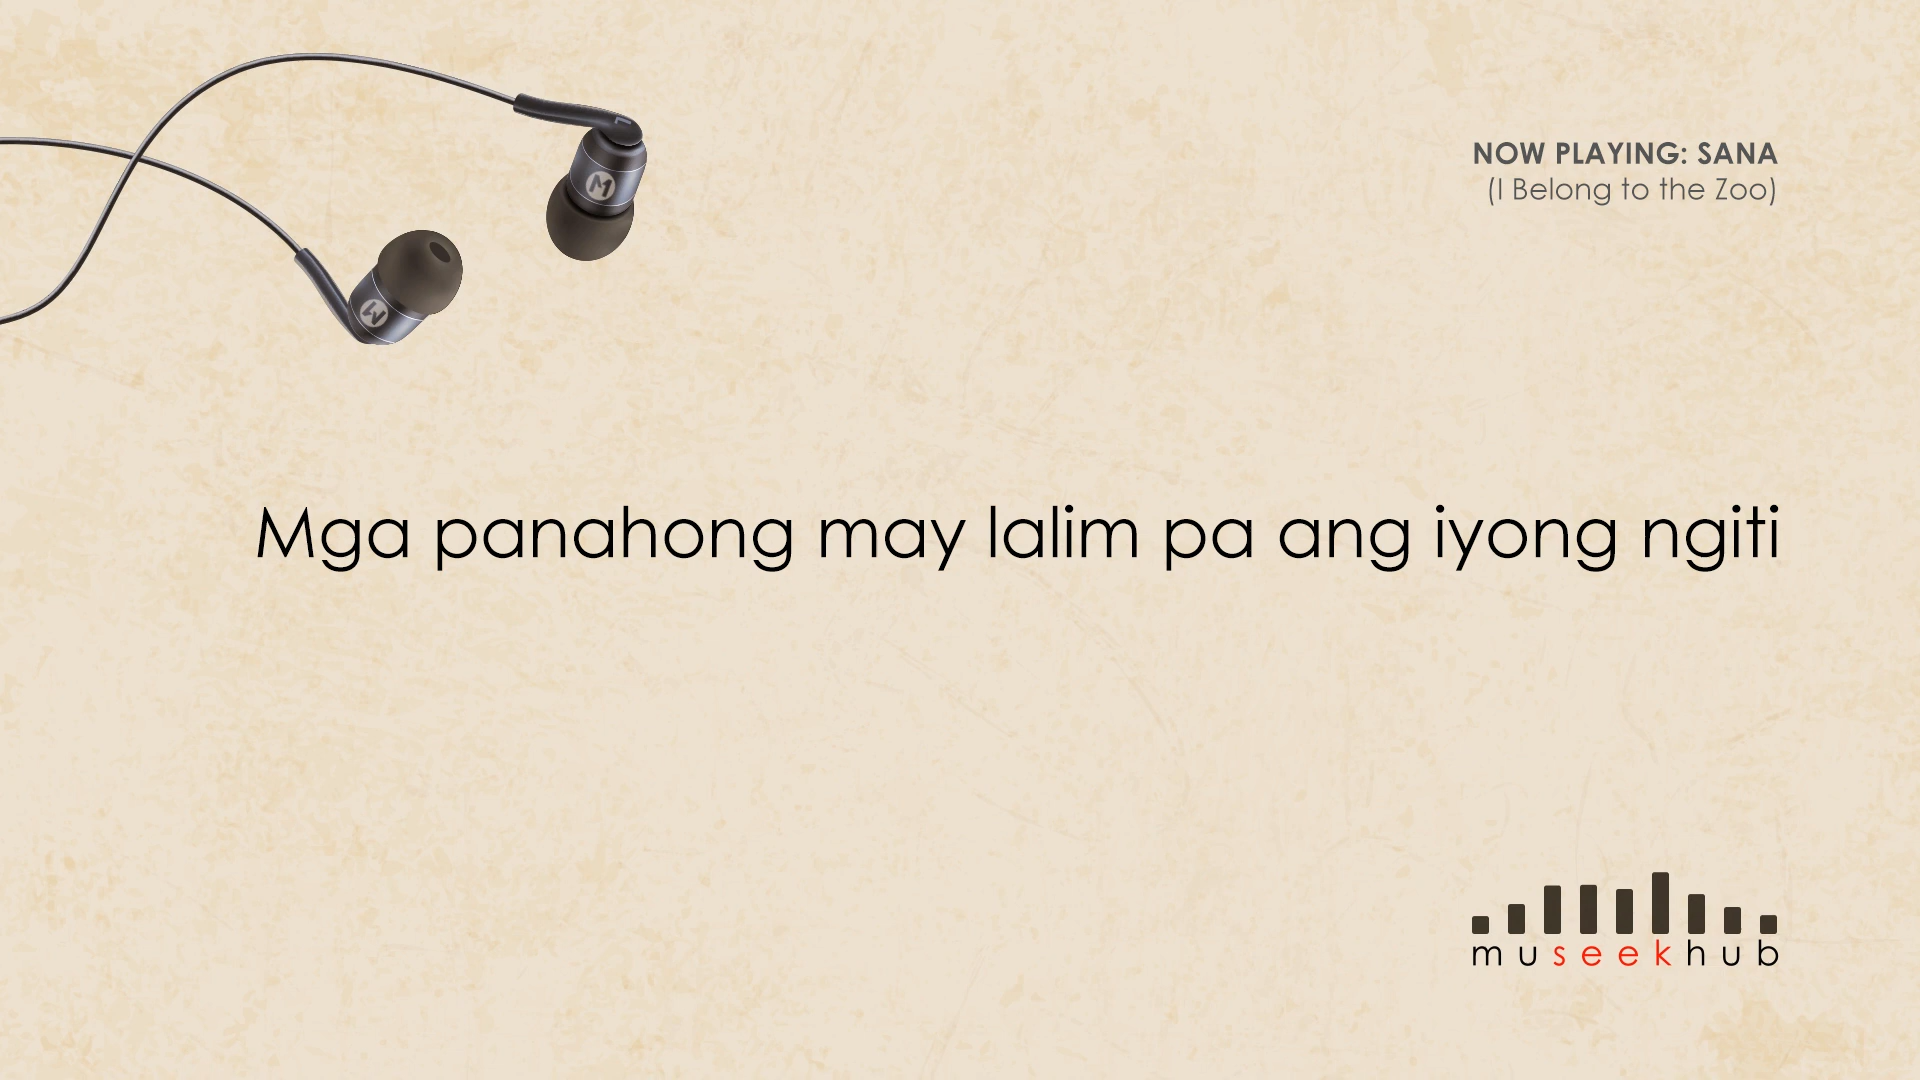 NOW PLAYING: SANA
(I Belong to the Zoo)
Mga panahong may lalim pa ang iyong ngiti
museekhub